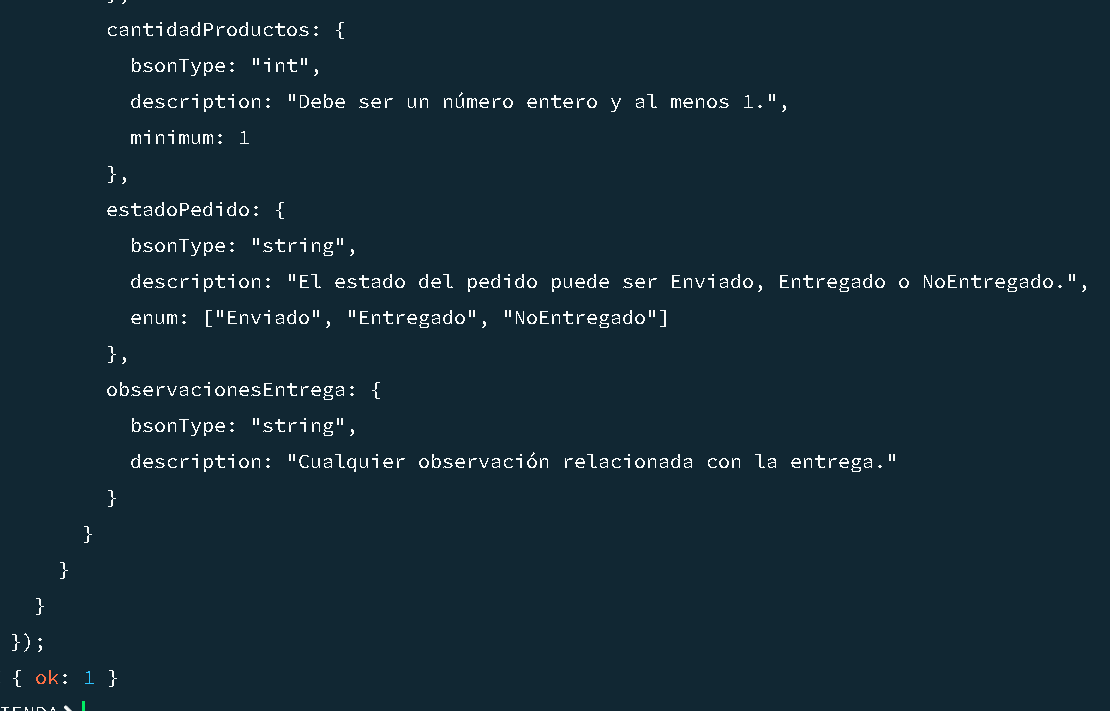 },
cantidadProductos: {
bsonType: "int",
description: "Debe ser un número entero y al menos 1.",
minimum: 1
},
estadoPedido: {
bsonType: "string",
description: "El estado del pedido puede ser Enviado, Entregado o NoEntregado.",
enum: ["Enviado", "Entregado", "NoEntregado"]
},
observacionesEntrega: {
bsonType: "string",
description: "Cualquier observación relacionada con la entrega."
}
}
}
}
});
{ ok: 1 }
TIENDA>